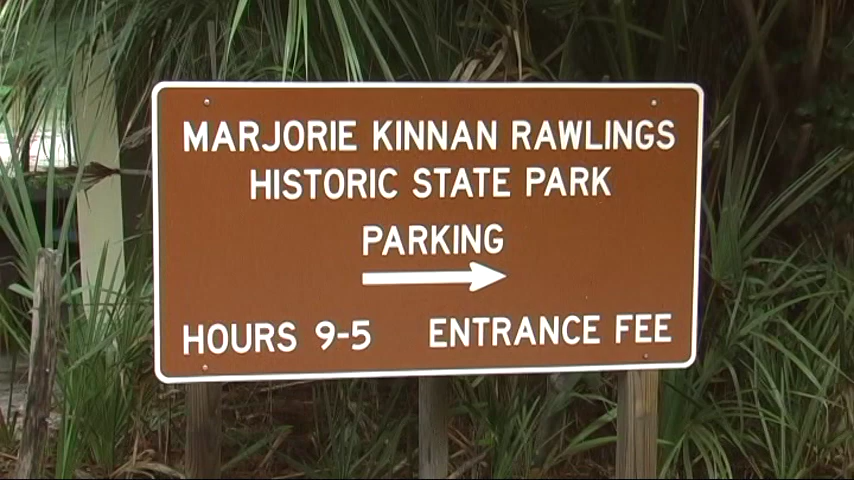 MARJORIE KINNAN RAWLINGS
HISTORIC STATE PARK
PARKING
HOURS 9-5 ENTRANCE FEE